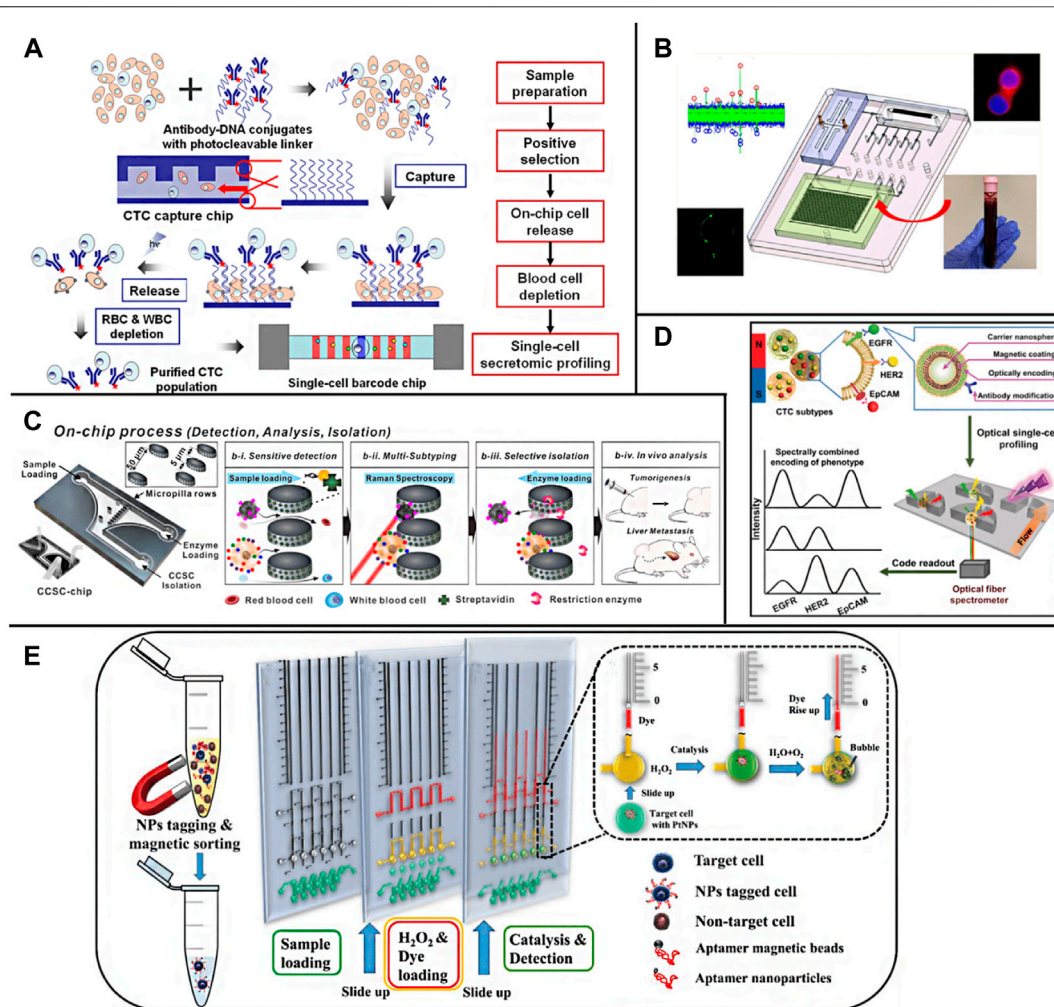 A
Antibody-DNA conjugates
with photocleavable linker
CTC capture chip
Capture
hν
Release
RBC & WBC
depletion
Purified CTC
population
Single-cell barcode chip
Sample
preparation
Positive
selection
On-chip cell
release
Blood cell
depletion
Single-cell
secretomic profiling
B
C
On-chip process (Detection, Analysis, Isolation)
Sample
Loading
50 µm
5 µm
Micropilla rows
Enzyme
Loading
CCSC
Isolation
CCSC-chip
b-i. Sensitive detection
Sample loading
b-ii. Multi-Subtyping
Raman Spectroscopy
b-iii. Selective isolation
Enzyme loading
b-iv. In vivo analysis
Tumorigenesis
Liver Metastasis
Red blood cell
White blood cell
Streptavidin
Restriction enzyme
D
N
S
CTC subtypes
EGFR
HER2
EpCAM
Carrier nanospher
Magnetic coating
Optically encoding
Antibody modification
Optical single-ce
profiling
Spectrally combined
encoding of phenotype
Intensity
EGFR
HER2
EpCAM
Code readout
Flow
Optical fiber
spectrometer
E
NPs tagging &
magnetic sorting
Sample
loading
Slide up
H2O2 &
Dye
loading
Slide up
Catalysis &
Detection
5
0
Dye
H2O2
Slide up
Target cell
with PtNPs
Catalysis
H2O+O2
5
0
Dye
Rise up
Bubble
Target cell
NPs tagged cell
Non-target cell
Aptamer magnetic beads
Aptamer nanoparticles